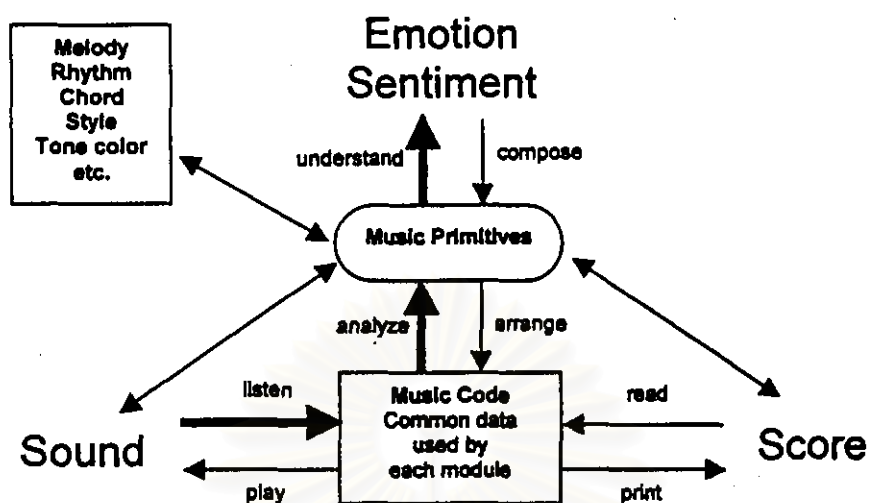 Melody
Rhythm
Chord
Style
Tone color
etc.
Emotion
Sentiment
understand
compose
Music Primitives
analyze
arrange
listen
Music Code
Common data
used by
each module
read
Sound
Score
play
print